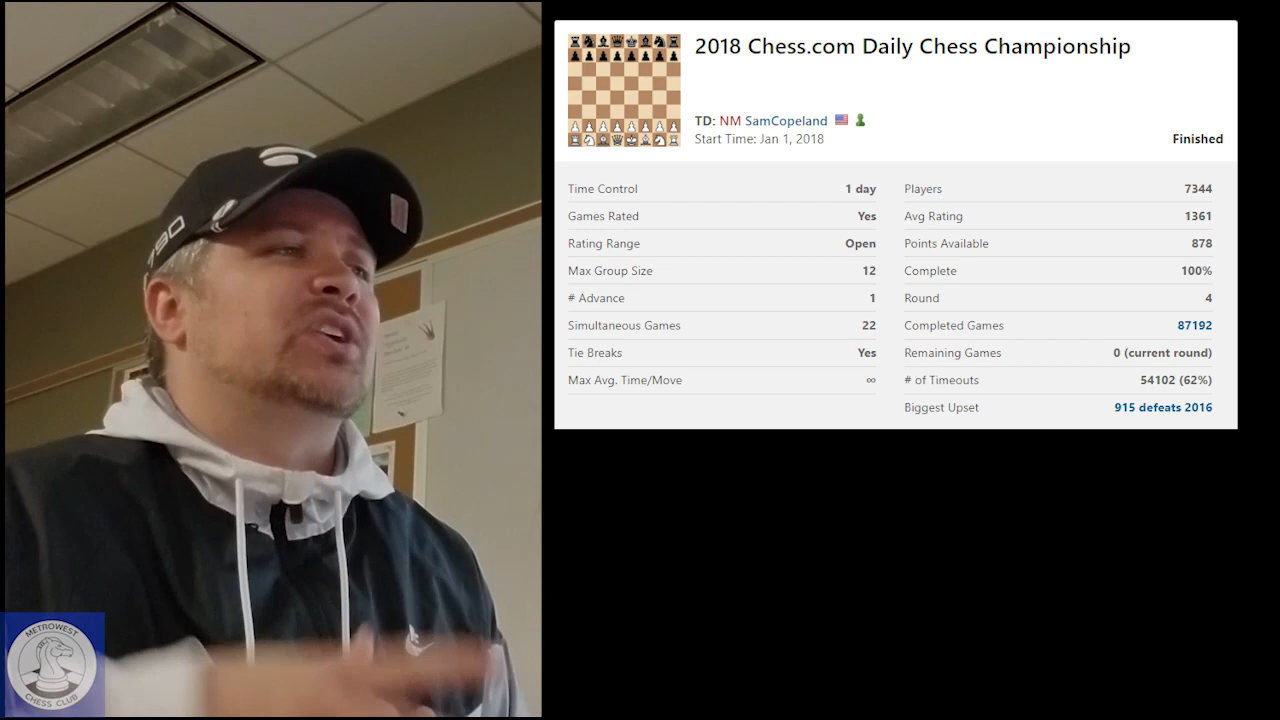 790
METROWEST
CHESS CLUB
2018 Chess.com Daily Chess Championship
TD: NM SamCopeland
Start Time: Jan 1, 2018
Finished
Time Control 1 day
Games Rated Yes
Rating Range Open
Max Group Size 12
# Advance 1
Simultaneous Games 22
Tie Breaks Yes
Max Avg. Time/Move ∞
Players 7344
Avg Rating 1361
Points Available 878
Complete 100%
Round 4
Completed Games 87192
Remaining Games 0 (current round)
# of Timeouts 54102 (62%)
Biggest Upset 915 defeats 2016